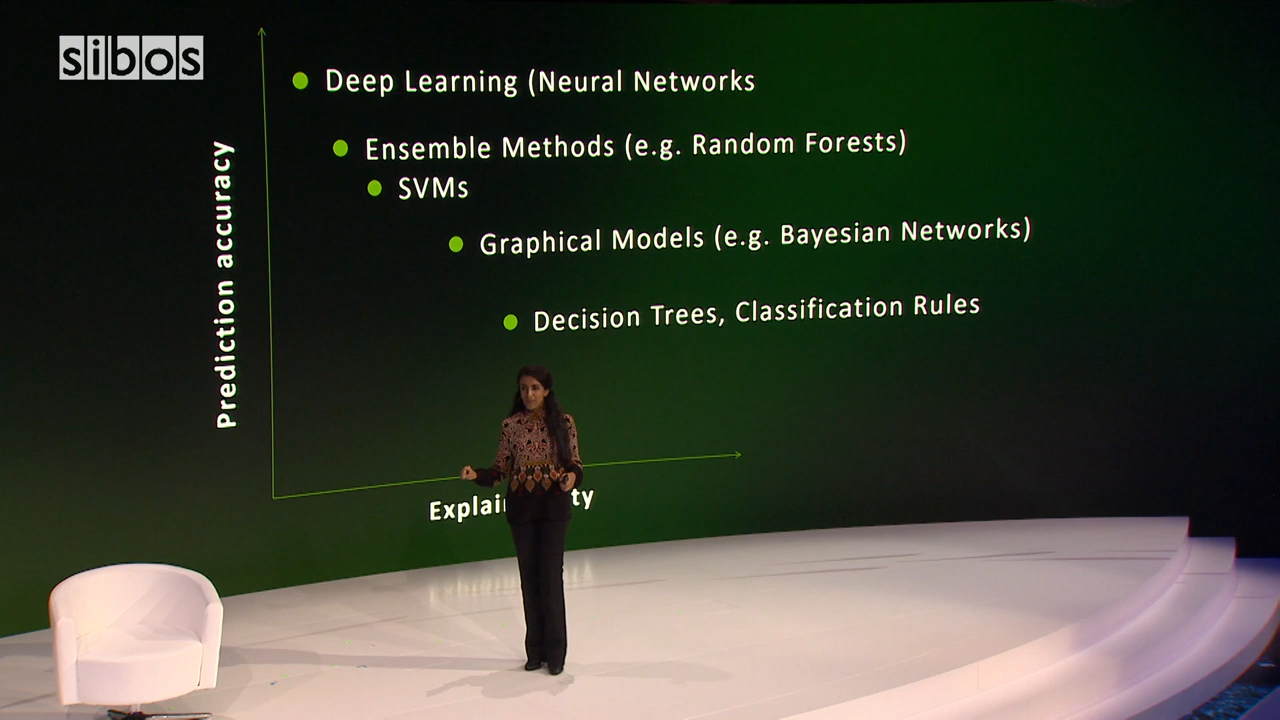 sibos
Deep Learning (Neural Networks
Ensemble Methods (e.g. Random Forests)
SVMs
Graphical Models (e.g. Bayesian Networks)
Decision Trees, Classification Rules
Prediction accuracy